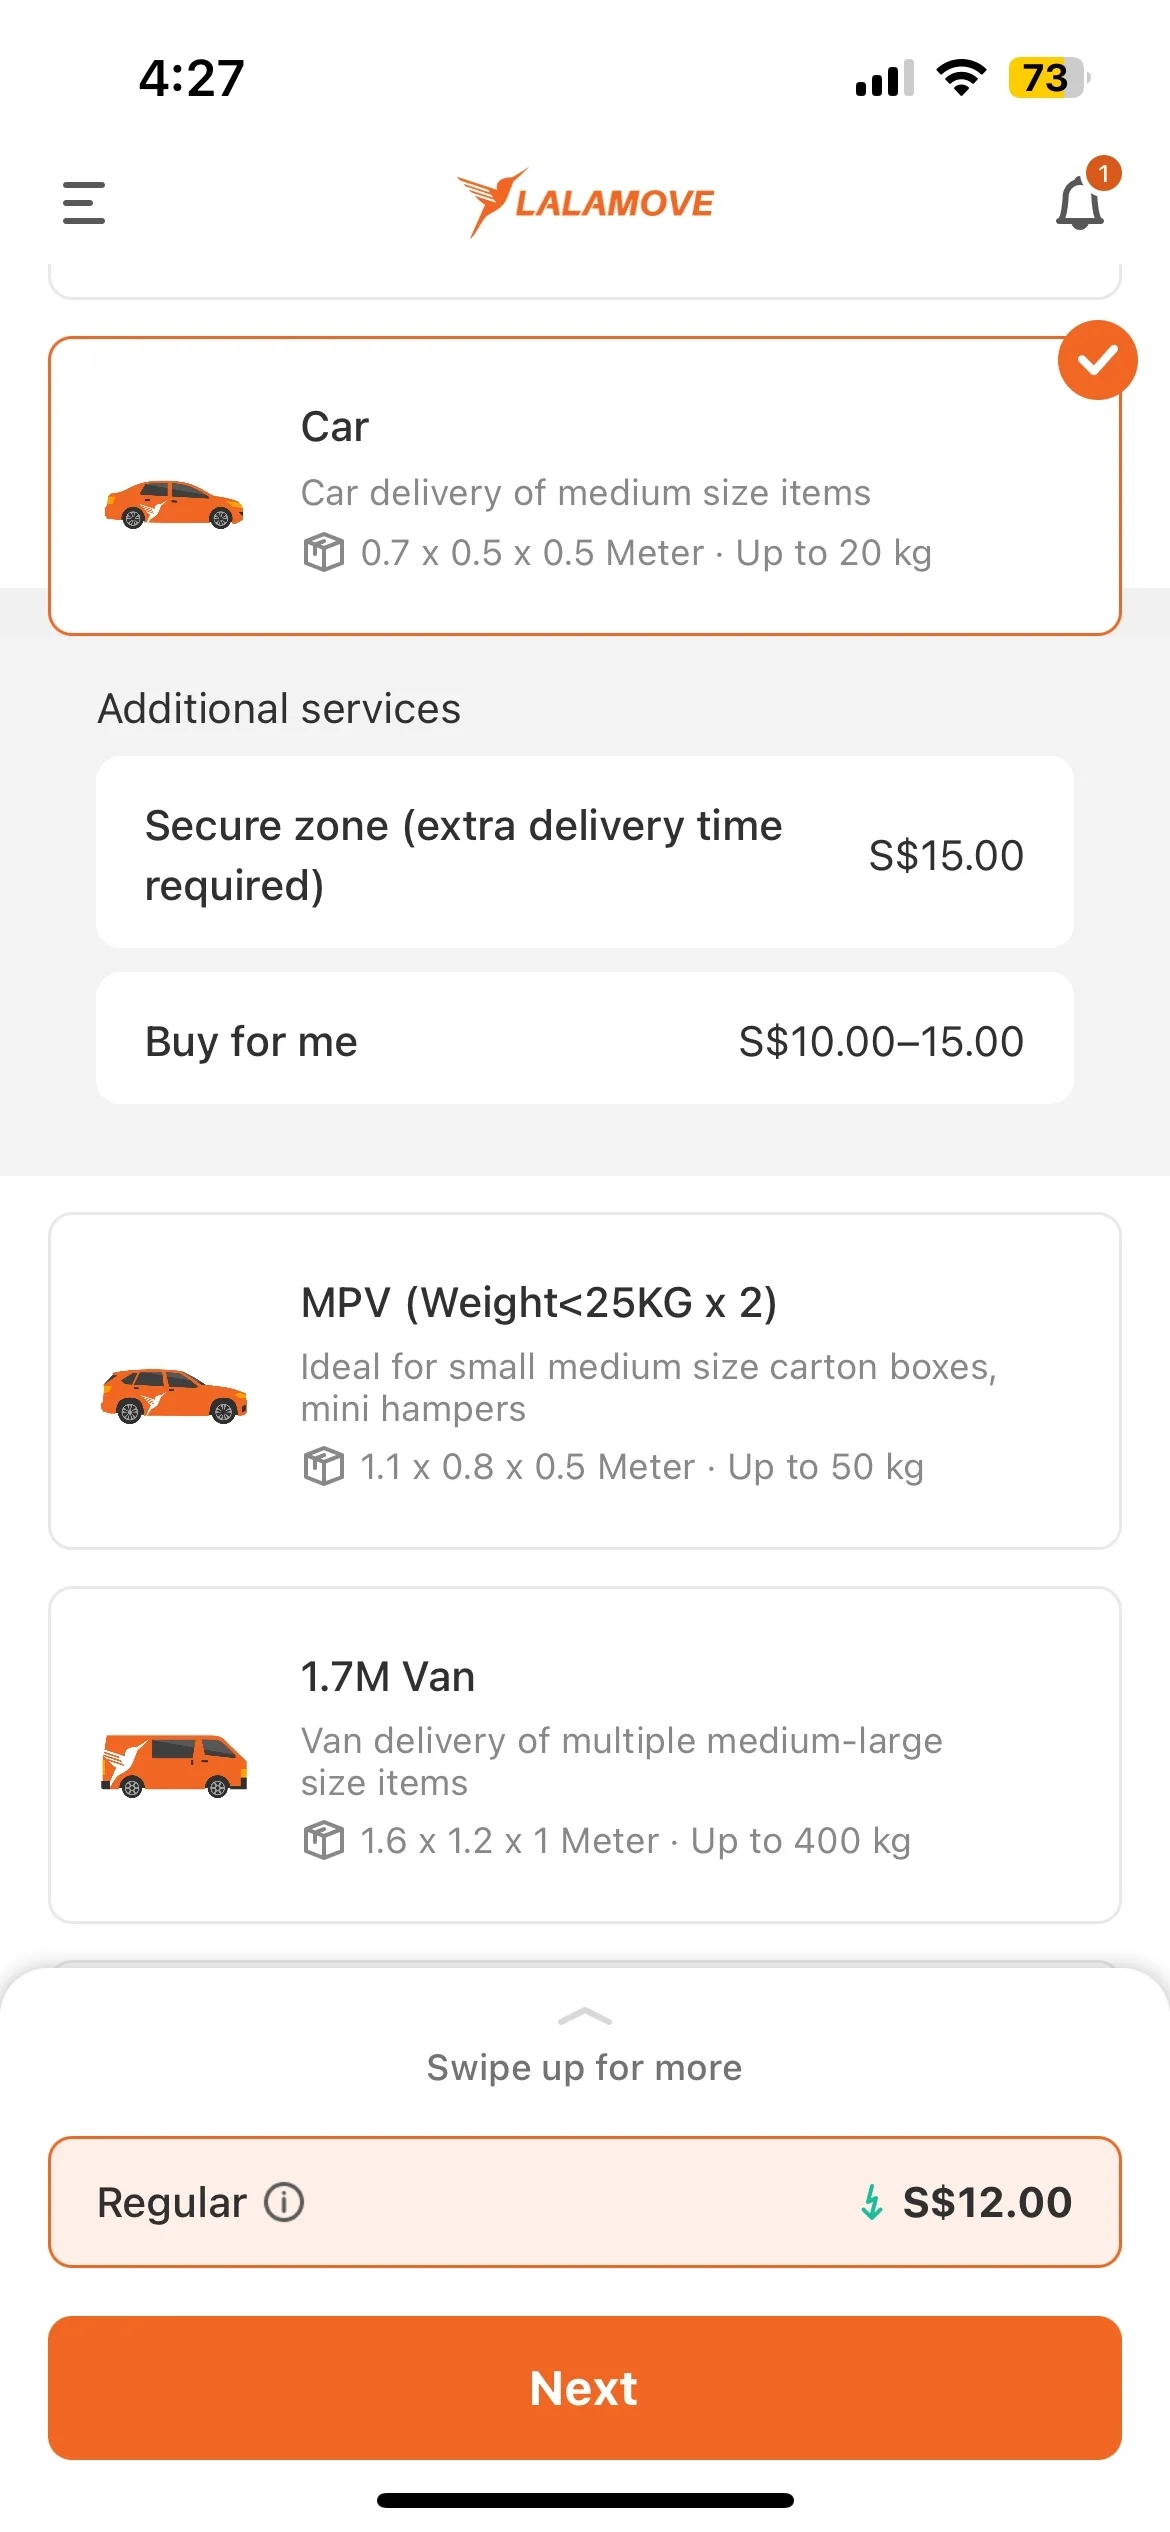 4:27
73
LALAMOVE
1
Car
Car delivery of medium size items
0.7 x 0.5 x 0.5 Meter · Up to 20 kg
Additional services
Secure zone (extra delivery time
required)
S$15.00
Buy for me
S$10.00–15.00
MPV (Weight<25KG x 2)
Ideal for small medium size carton boxes,
mini hampers
1.1 x 0.8 x 0.5 Meter · Up to 50 kg
1.7M Van
Van delivery of multiple medium-large
size items
1.6 x 1.2 x 1 Meter · Up to 400 kg
Swipe up for more
Regular
S$12.00
Next